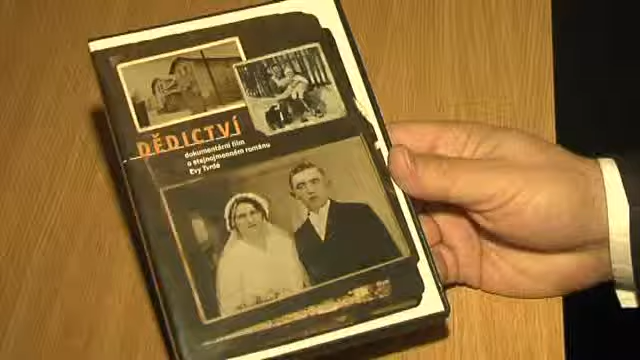 DĚDICTVÍ
dokumentární film
o stejnojmenném románu
Evy Tvrdé